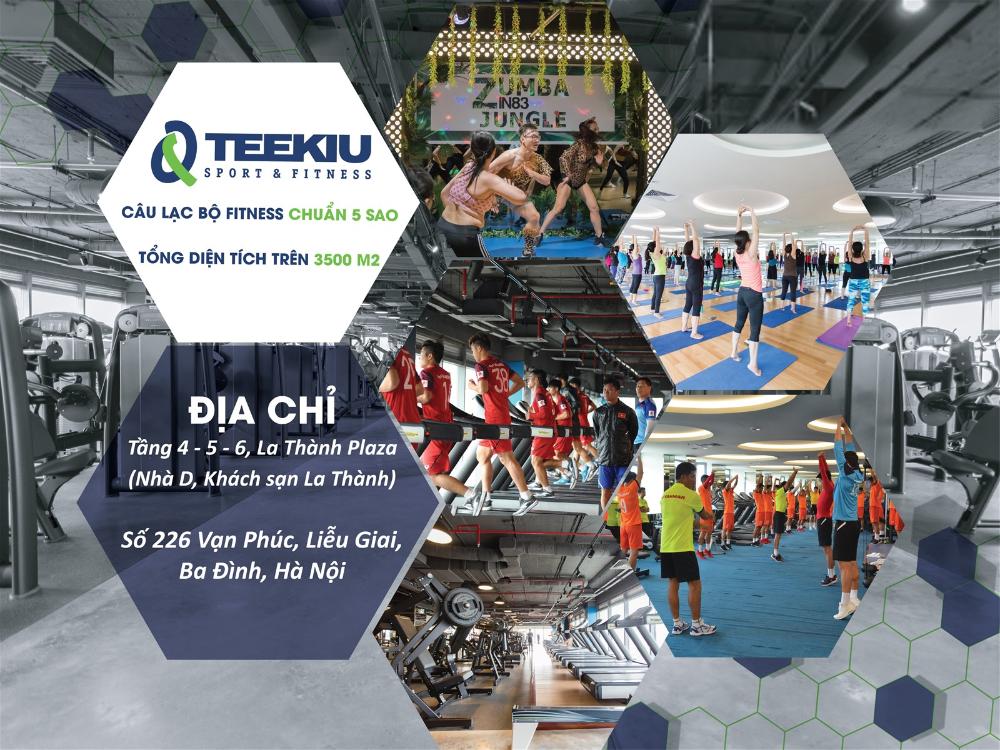 TEEKIU
SPORT & FITNESS
CÂU LẠC BỘ FITNESS CHUẨN 5 SAO
TỔNG DIỆN TÍCH TRÊN 3500 M2
ZUMBA
IN83
JUNGLE
ĐỊA CHỈ
Tầng 4 - 5 - 6, La Thành Plaza
(Nhà D, Khách sạn La Thành)
Số 226 Vạn Phúc, Liễu Giai,
Ba Đình, Hà Nội
38